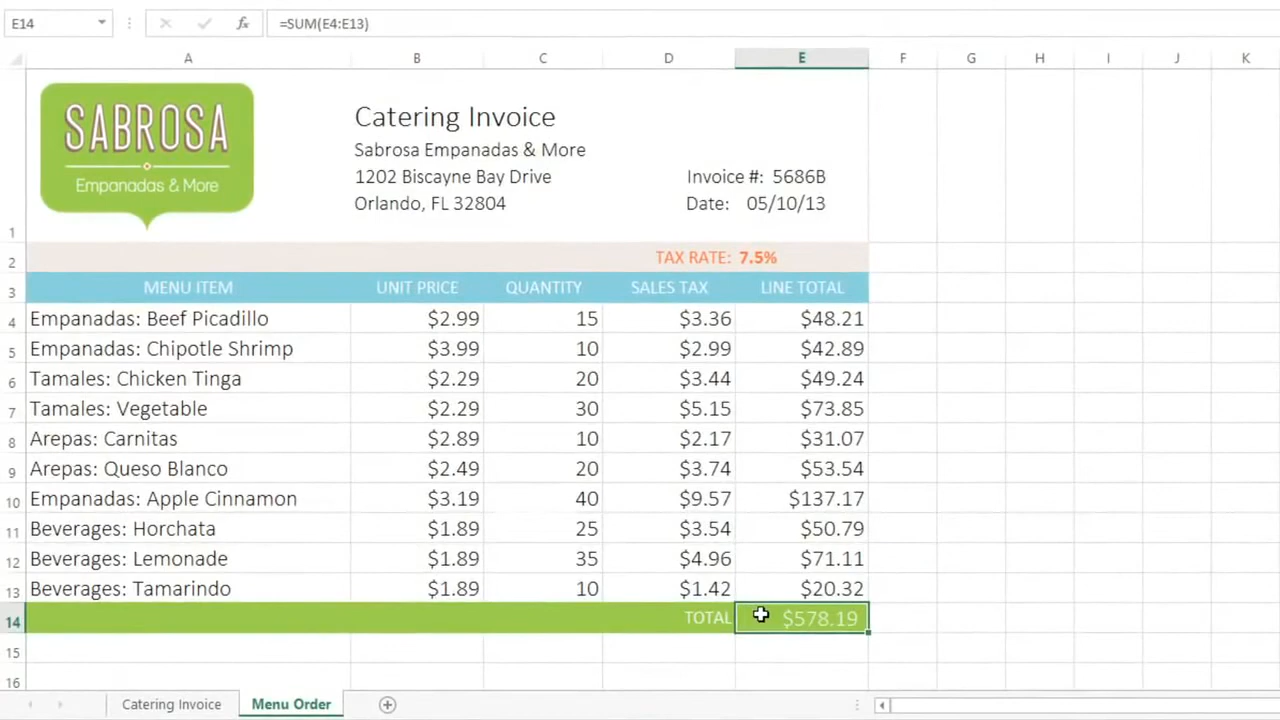 E14 fx =SUM(E4:E13)
A B C D E F G H I J K
SABROSA
Empanadas & More
Catering Invoice
Sabrosa Empanadas & More
1202 Biscayne Bay Drive Invoice #: 5686B
Orlando, FL 32804 Date: 05/10/13
1
2 TAX RATE: 7.5%
3 MENU ITEM UNIT PRICE QUANTITY SALES TAX LINE TOTAL
4 Empanadas: Beef Picadillo $2.99 15 $3.36 $48.21
5 Empanadas: Chipotle Shrimp $3.99 10 $2.99 $42.89
6 Tamales: Chicken Tinga $2.29 20 $3.44 $49.24
7 Tamales: Vegetable $2.29 30 $5.15 $73.85
8 Arepas: Carnitas $2.89 10 $2.17 $31.07
9 Arepas: Queso Blanco $2.49 20 $3.74 $53.54
10 Empanadas: Apple Cinnamon $3.19 40 $9.57 $137.17
11 Beverages: Horchata $1.89 25 $3.54 $50.79
12 Beverages: Lemonade $1.89 35 $4.96 $71.11
13 Beverages: Tamarindo $1.89 10 $1.42 $20.32
14 TOTAL $578.19
15
16
Catering Invoice Menu Order